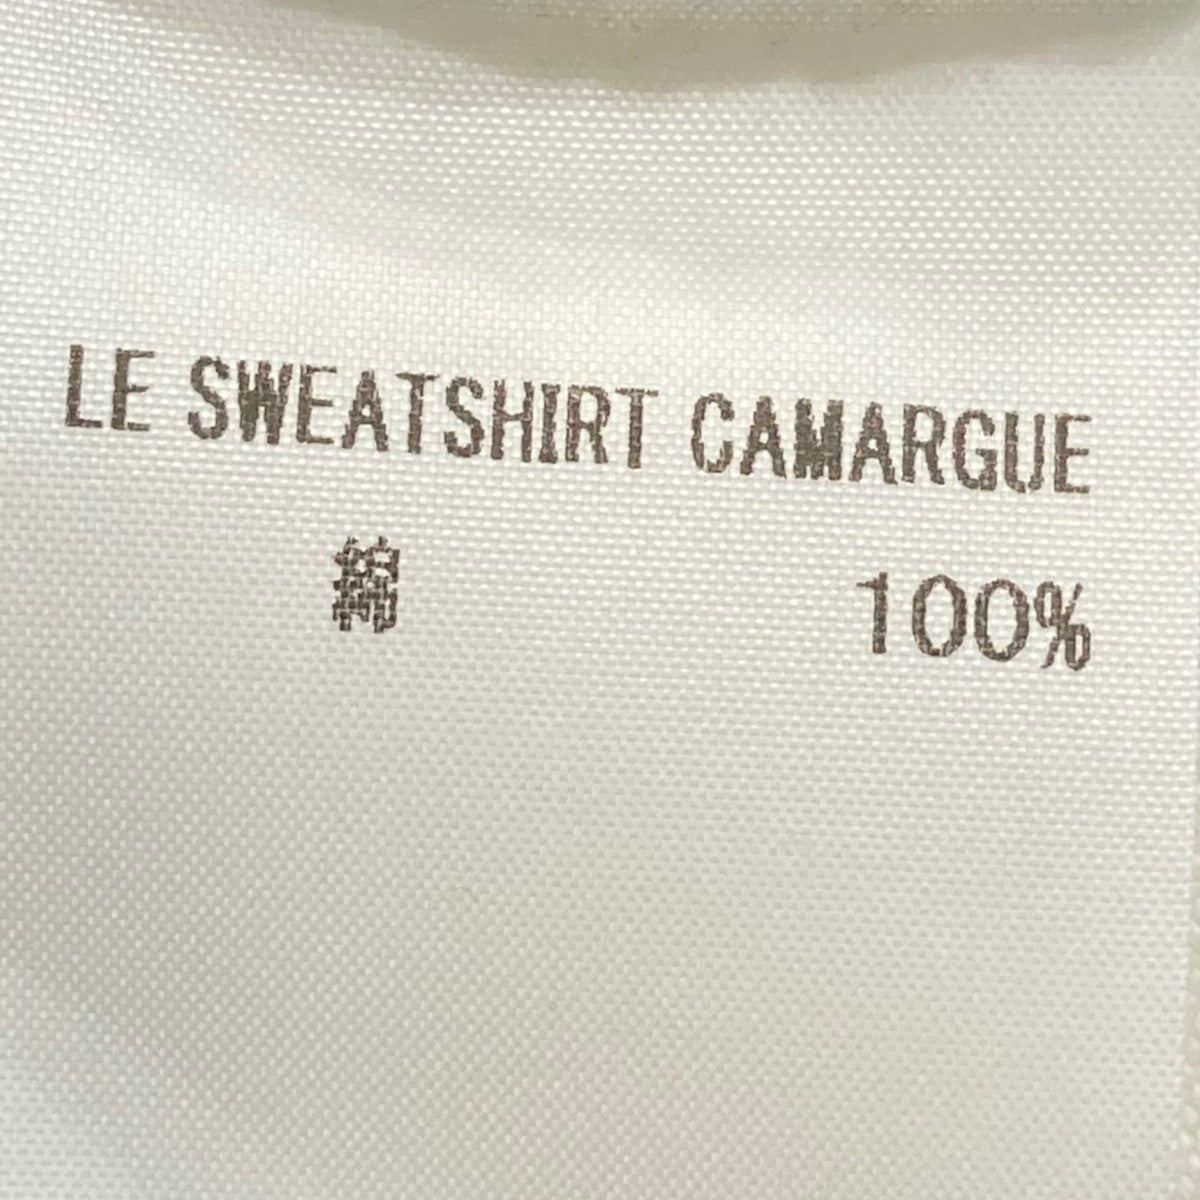 LE SWEATSHIRT CAMARGUE
綿 100%